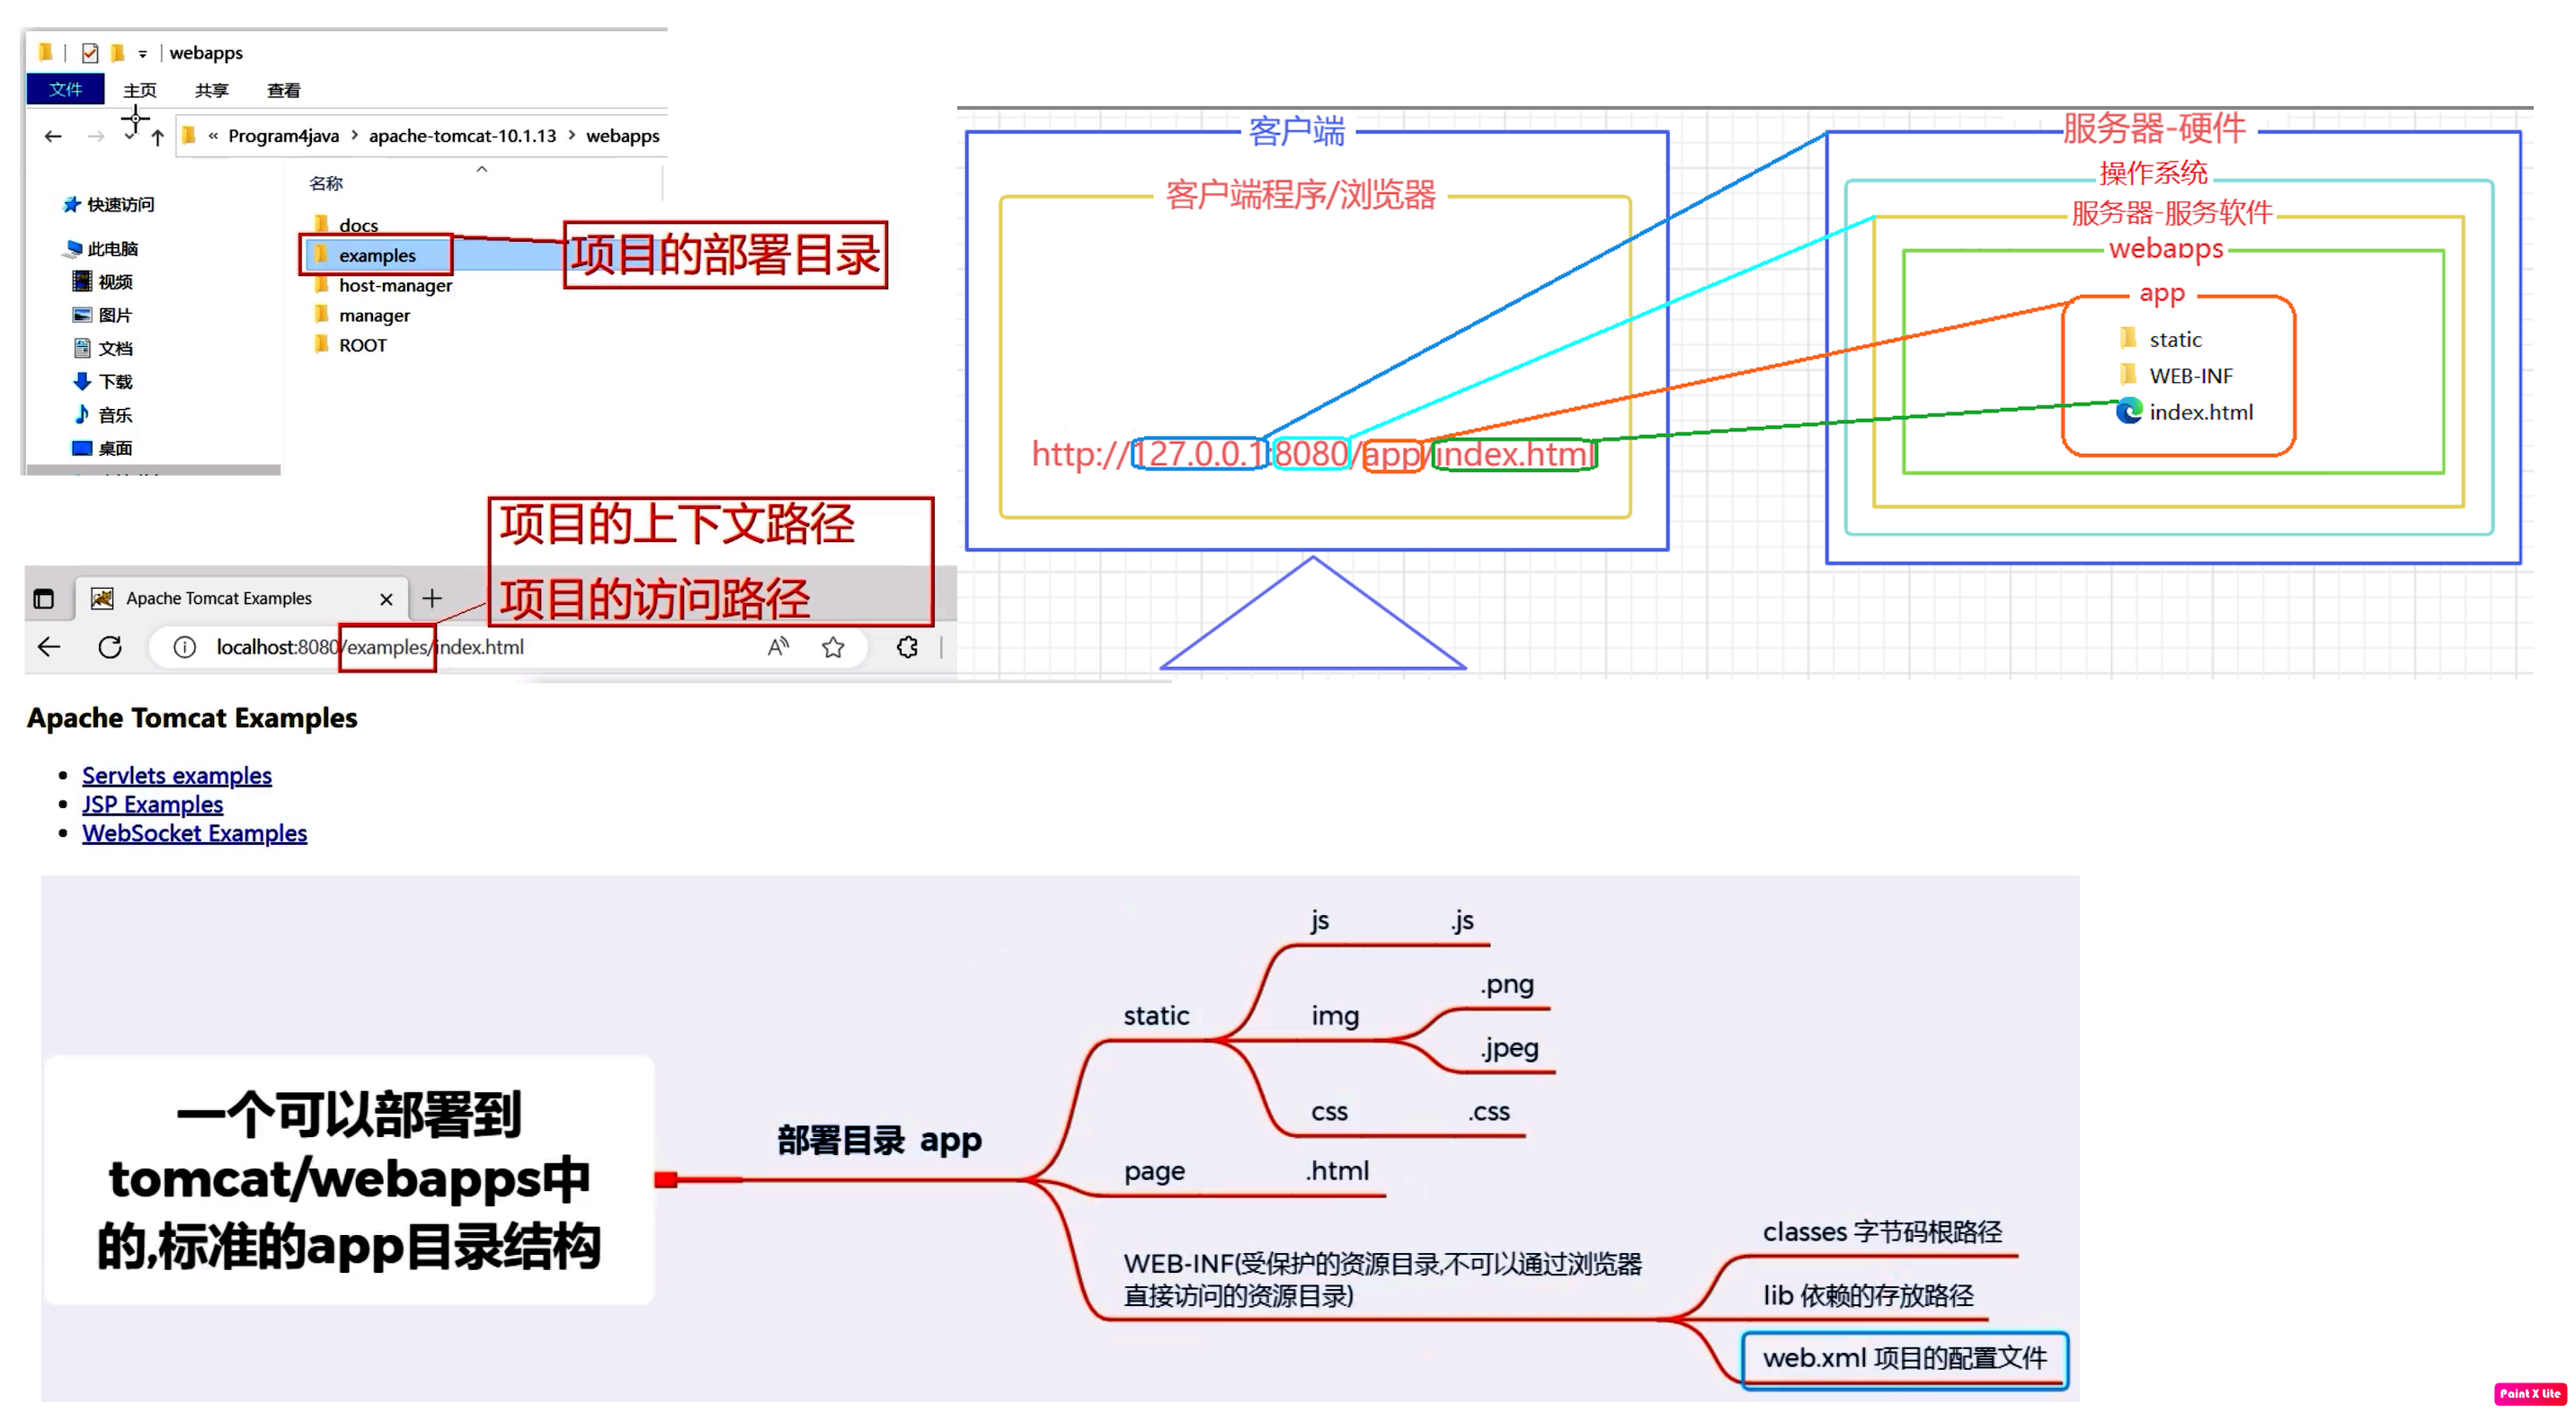 webapps
文件 主页 共享 查看
« Program4java › apache-tomcat-10.1.13 › webapps
名称
快速访问
此电脑
视频
图片
文档
下载
音乐
桌面
docs
examples
host-manager
manager
ROOT
项目的部署目录
项目的上下文路径
项目的访问路径
Apache Tomcat Examples
localhost:8080/examples/index.html
Apache Tomcat Examples
Servlets examples
JSP Examples
WebSocket Examples
客户端
客户端程序/浏览器
http://127.0.0.1:8080/app/index.html
服务器-硬件
操作系统
服务器-服务软件
webapps
app
static
WEB-INF
index.html
一个可以部署到
tomcat/webapps中
的,标准的app目录结构
部署目录 app
static
js .js
img
.png
.jpeg
css .css
page .html
WEB-INF(受保护的资源目录,不可以通过浏览器
直接访问的资源目录)
classes 字节码根路径
lib 依赖的存放路径
web.xml 项目的配置文件
Paint X Lite